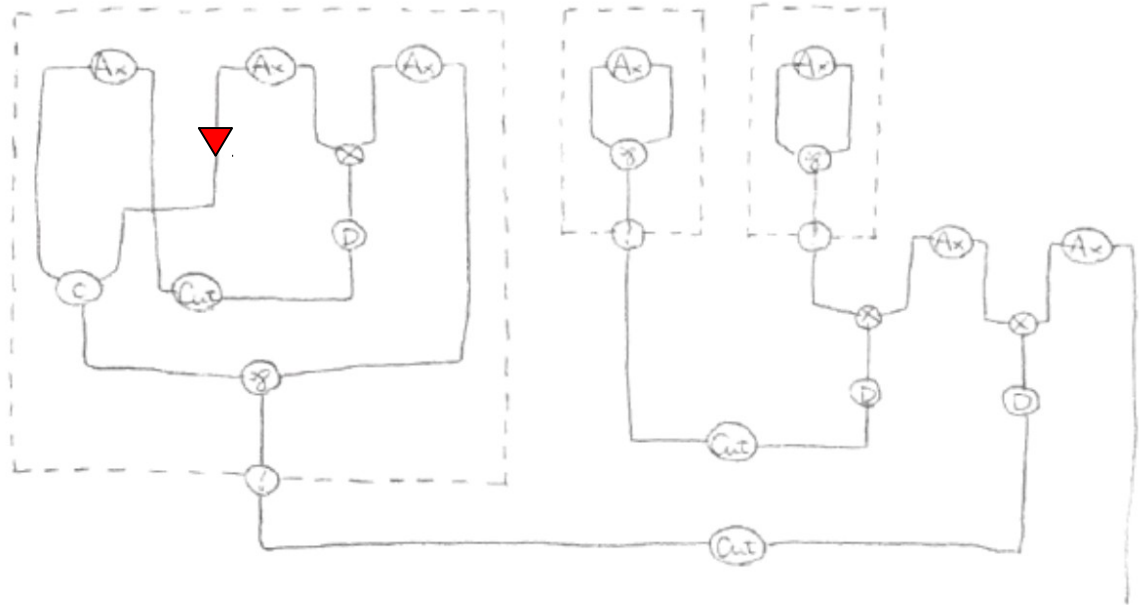 Ax Ax Ax Ax Ax
⊗ ⅋ ⅋
D ! ! Ax Ax
C Cut ⊗ ⊗
⅋ D D
Cut
!
Cut